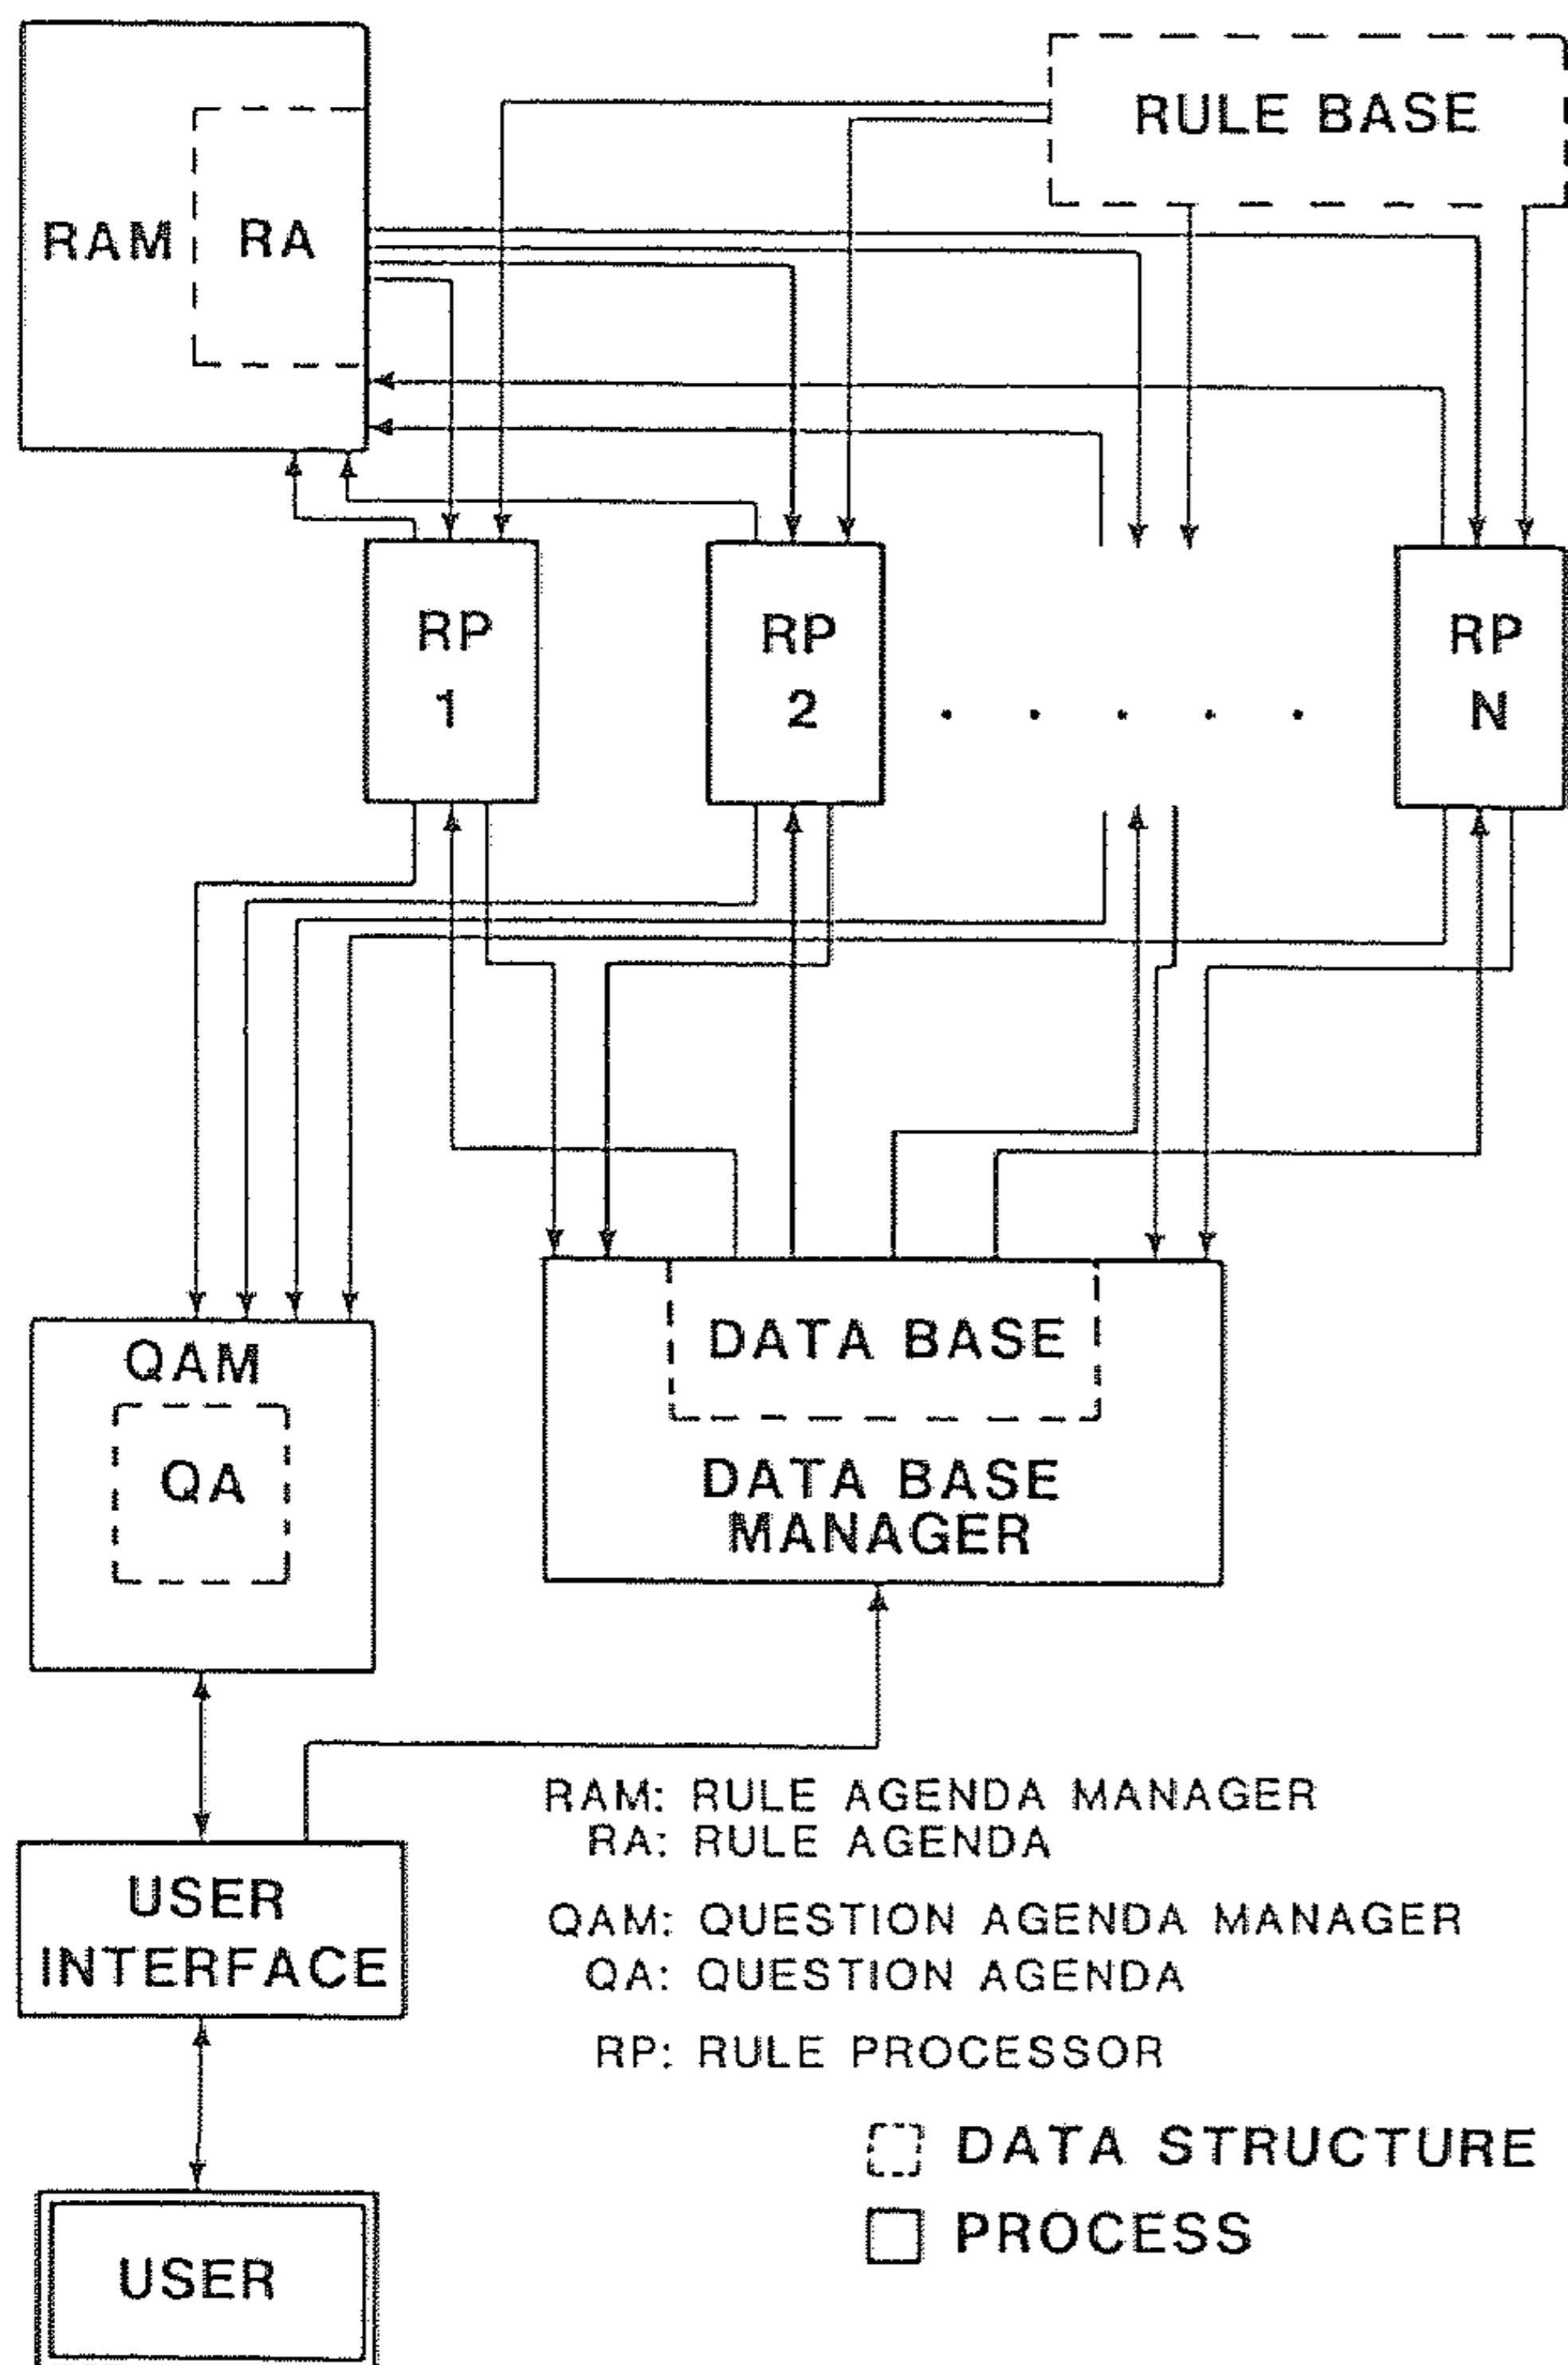 RULE BASE
RAM
RA
RP
1
RP
2
. . . . .
RP
N
QAM
QA
DATA BASE
DATA BASE
MANAGER
RAM: RULE AGENDA MANAGER
RA: RULE AGENDA
QAM: QUESTION AGENDA MANAGER
QA: QUESTION AGENDA
RP: RULE PROCESSOR
USER
INTERFACE
DATA STRUCTURE
PROCESS
USER